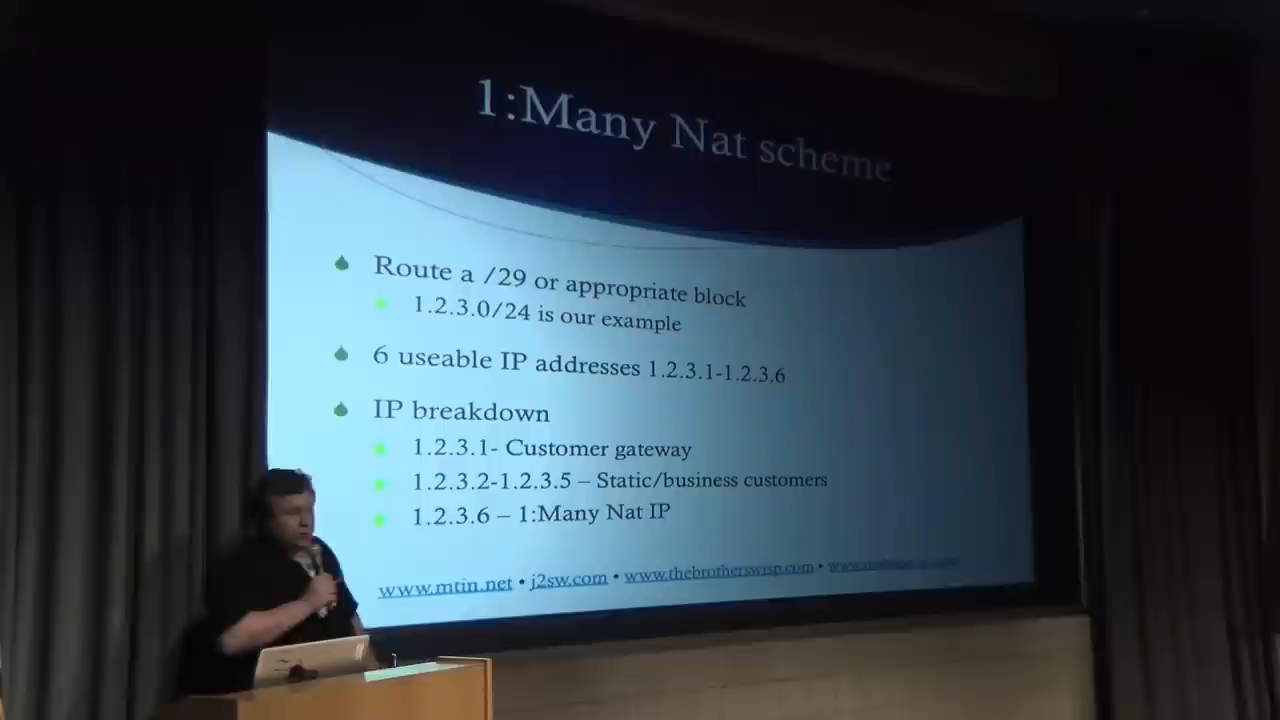 1:Many Nat scheme
Route a /29 or appropriate block
1.2.3.0/24 is our example
6 useable IP addresses 1.2.3.1-1.2.3.6
IP breakdown
1.2.3.1- Customer gateway
1.2.3.2-1.2.3.5 – Static/business customers
1.2.3.6 – 1:Many Nat IP
www.mtin.net • j2sw.com • www.thebrotherswisp.com •